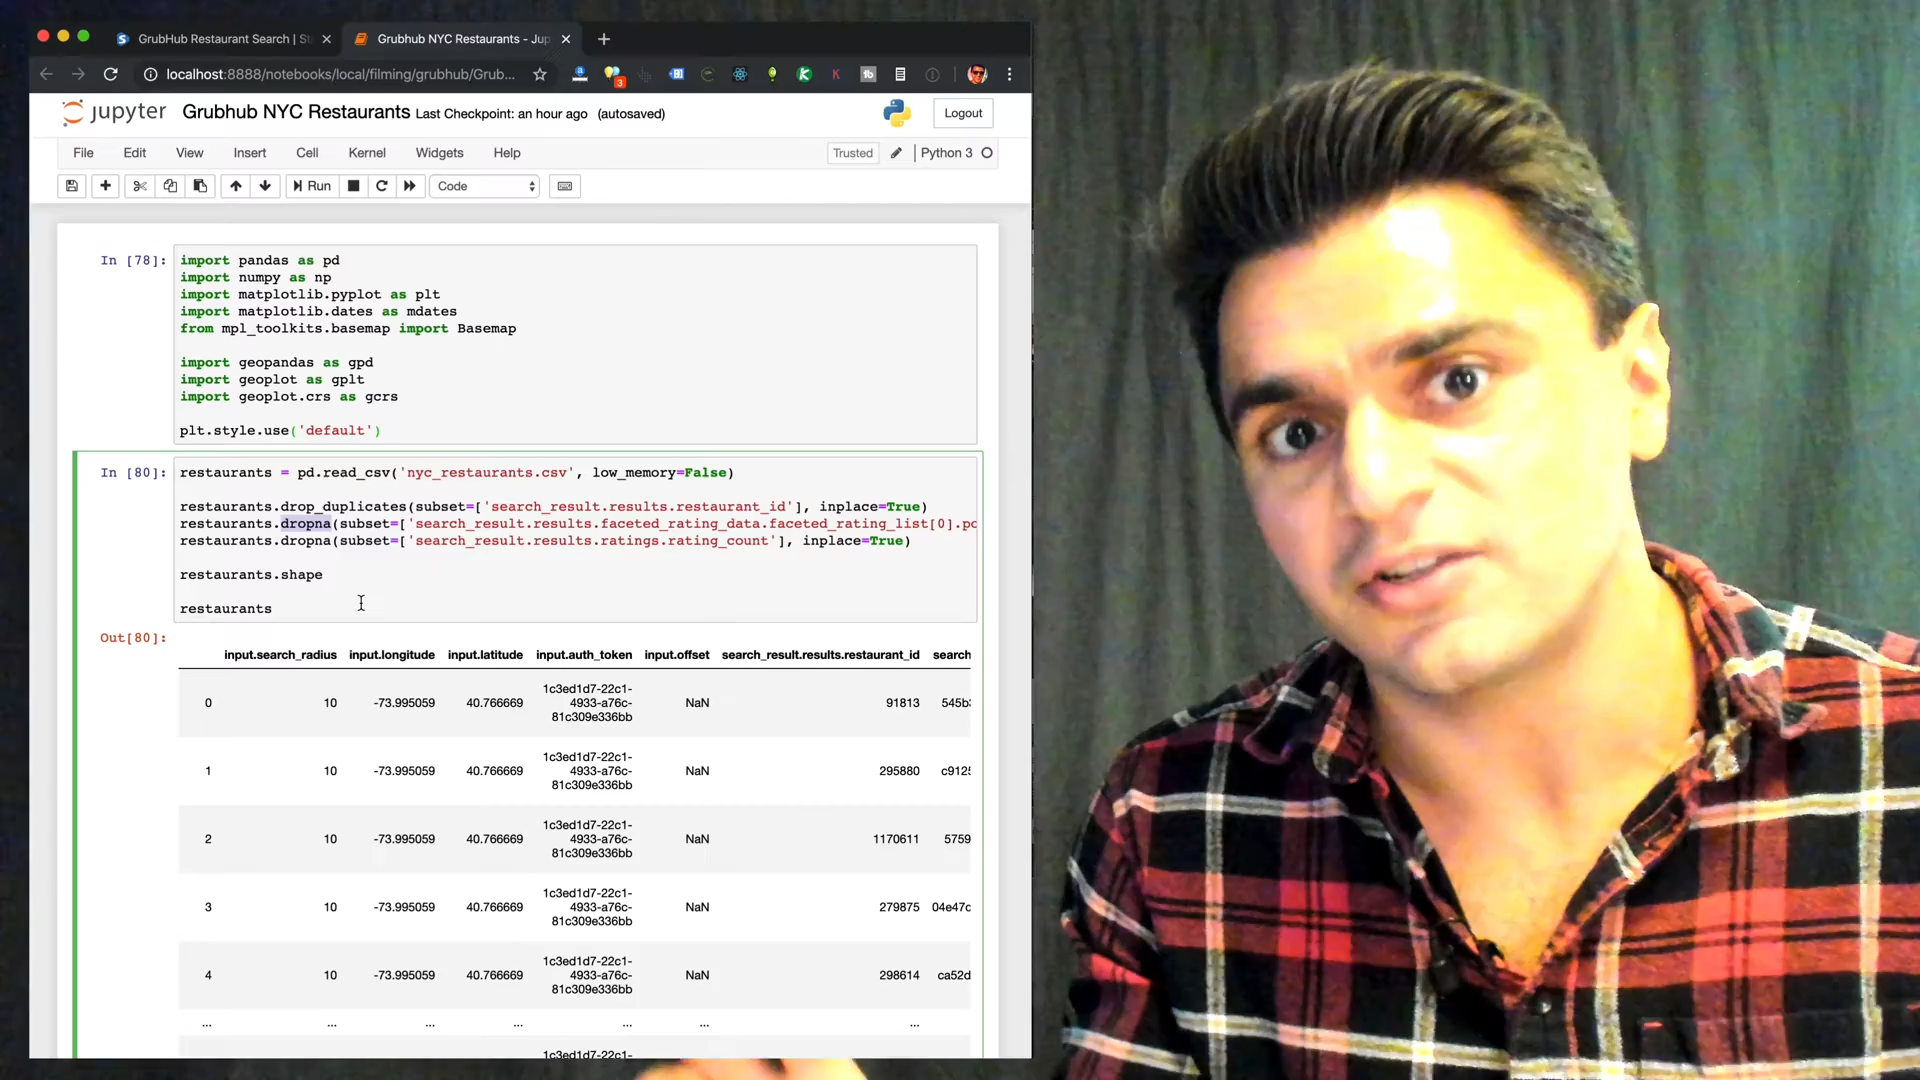 GrubHub Restaurant Search | St
Grubhub NYC Restaurants - Jup
localhost:8888/notebooks/local/filming/grubhub/Grub...
3
jupyter Grubhub NYC Restaurants Last Checkpoint: an hour ago (autosaved)
Logout
File Edit View Insert Cell Kernel Widgets Help
Trusted
Python 3
Run
Code
In [78]:
import pandas as pd
import numpy as np
import matplotlib.pyplot as plt
import matplotlib.dates as mdates
from mpl_toolkits.basemap import Basemap
import geopandas as gpd
import geoplot as gplt
import geoplot.crs as gcrs
plt.style.use('default')
In [80]:
restaurants = pd.read_csv('nyc_restaurants.csv', low_memory=False)
restaurants.drop_duplicates(subset=['search_result.results.restaurant_id'], inplace=True)
restaurants.dropna(subset=['search_result.results.faceted_rating_data.faceted_rating_list[0].po
restaurants.dropna(subset=['search_result.results.ratings.rating_count'], inplace=True)
restaurants.shape
restaurants
Out[80]:
input.search_radius input.longitude input.latitude input.auth_token input.offset search_result.results.restaurant_id search
0 10 -73.995059 40.766669 1c3ed1d7-22c1-4933-a76c-81c309e336bb NaN 91813 545b
1 10 -73.995059 40.766669 1c3ed1d7-22c1-4933-a76c-81c309e336bb NaN 295880 c912
2 10 -73.995059 40.766669 1c3ed1d7-22c1-4933-a76c-81c309e336bb NaN 1170611 5759
3 10 -73.995059 40.766669 1c3ed1d7-22c1-4933-a76c-81c309e336bb NaN 279875 04e47c
4 10 -73.995059 40.766669 1c3ed1d7-22c1-4933-a76c-81c309e336bb NaN 298614 ca52d
... ... ... ... ... ... ...
1c3ed1d7-22c1-